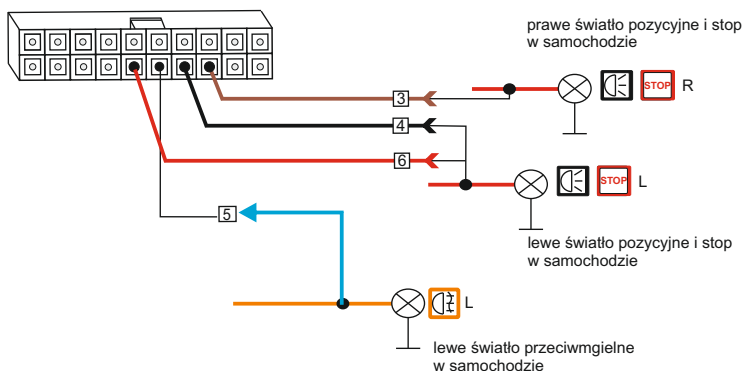 prawe światło pozycyjne i stop
w samochodzie
3
STOP
R
4
6
STOP
L
5
lewe światło pozycyjne i stop
w samochodzie
L
lewe światło przeciwmgielne
w samochodzie